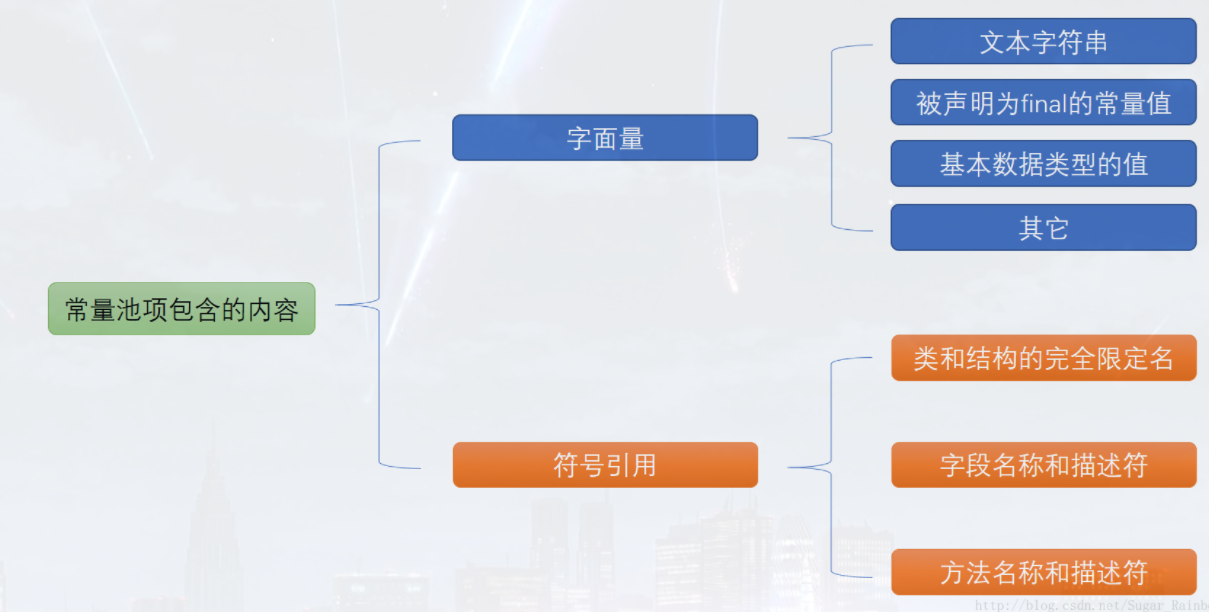 常量池项包含的内容
字面量
文本字符串
被声明为final的常量值
基本数据类型的值
其它
符号引用
类和结构的完全限定名
字段名称和描述符
方法名称和描述符
http://blog.csdn.net/Sugar_Rainb